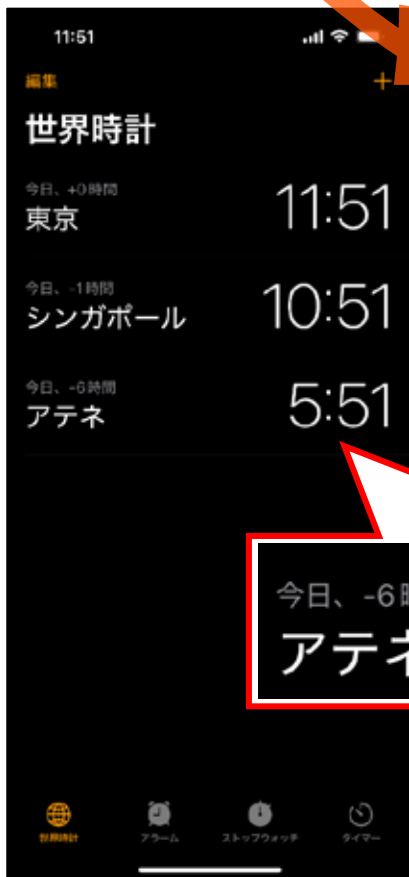 11:51
編集
+
世界時計
今日、+0時間
東京
11:51
今日、-1時間
シンガポール
10:51
今日、-6時間
アテネ
5:51
今日、-6時
アテネ
世界時計
アラーム
ストップウォッチ
タイマー